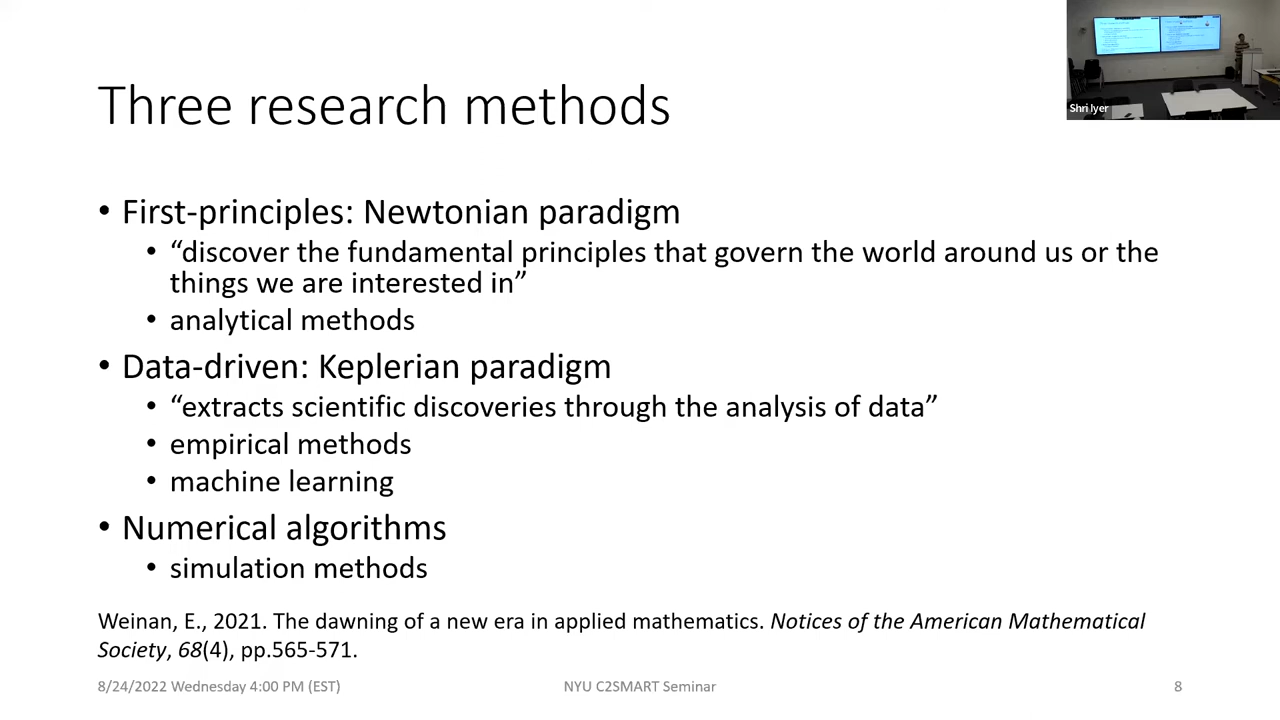 Three research methods
Shri Iyer
• First-principles: Newtonian paradigm
• “discover the fundamental principles that govern the world around us or the
things we are interested in”
• analytical methods
• Data-driven: Keplerian paradigm
• “extracts scientific discoveries through the analysis of data”
• empirical methods
• machine learning
• Numerical algorithms
• simulation methods
Weinan, E., 2021. The dawning of a new era in applied mathematics. Notices of the American Mathematical
Society, 68(4), pp.565-571.
8/24/2022 Wednesday 4:00 PM (EST)
NYU C2SMART Seminar
8